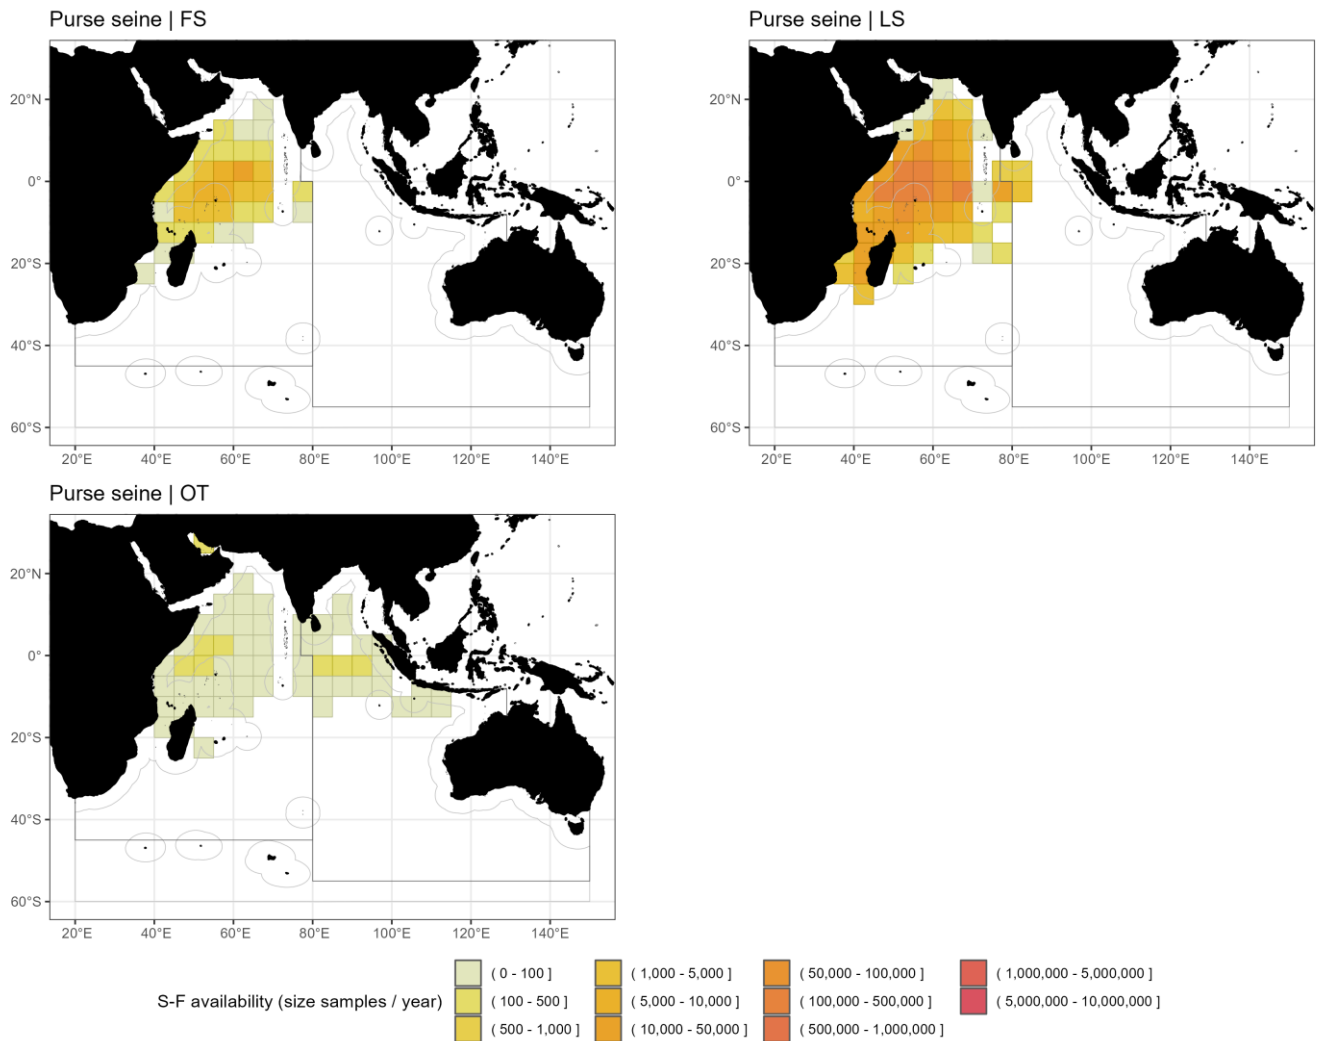 Purse seine | FS
20°N
0°
20°S
40°S
60°S
20°E 40°E 60°E 80°E 100°E 120°E 140°E
Purse seine | LS
20°N
0°
20°S
40°S
60°S
20°E 40°E 60°E 80°E 100°E 120°E 140°E
Purse seine | OT
20°N
0°
20°S
40°S
60°S
20°E 40°E 60°E 80°E 100°E 120°E 140°E
S-F availability (size samples / year)
( 0 - 100 ]
( 100 - 500 ]
( 500 - 1,000 ]
( 1,000 - 5,000 ]
( 5,000 - 10,000 ]
( 10,000 - 50,000 ]
( 50,000 - 100,000 ]
( 100,000 - 500,000 ]
( 500,000 - 1,000,000 ]
( 1,000,000 - 5,000,000 ]
( 5,000,000 - 10,000,000 ]